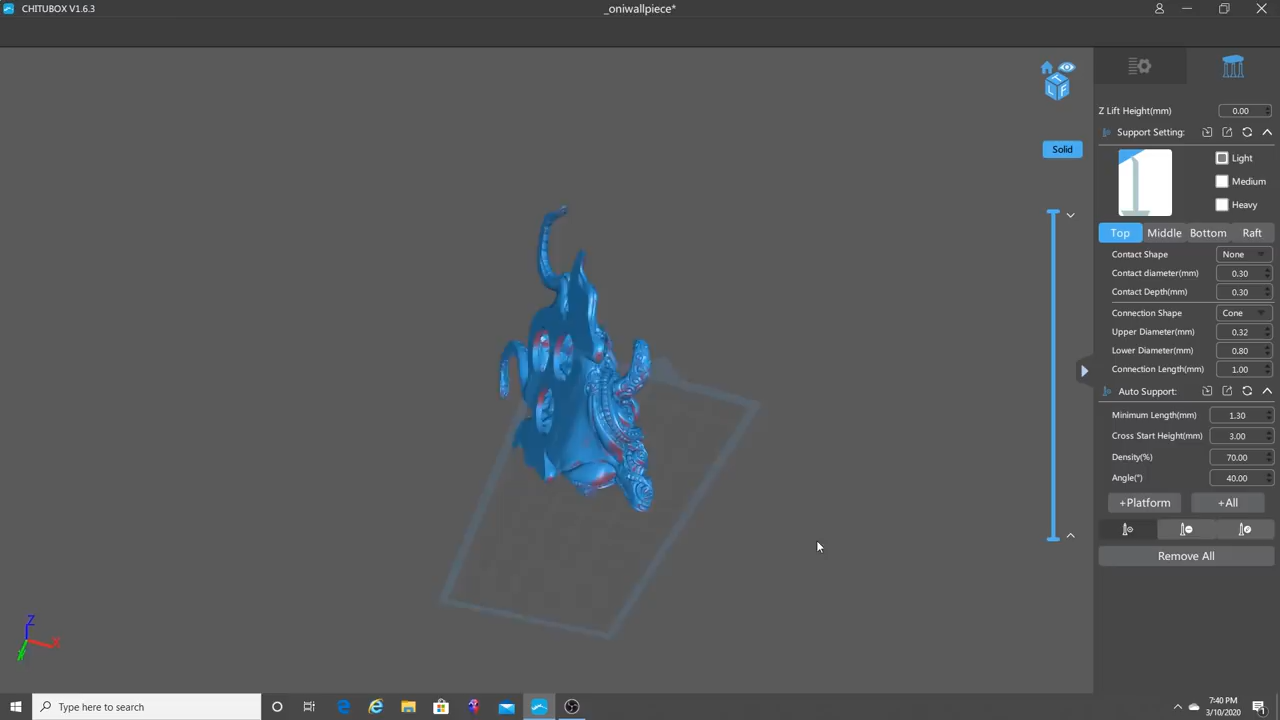 CHITUBOX V1.6.3
_oniwallpiece*
T
L F
Z Lift Height(mm) 0.00
Support Setting:
Solid
Light
Medium
Heavy
Top Middle Bottom Raft
Contact Shape None
Contact diameter(mm) 0.30
Contact Depth(mm) 0.30
Connection Shape Cone
Upper Diameter(mm) 0.32
Lower Diameter(mm) 0.80
Connection Length(mm) 1.00
Auto Support:
Minimum Length(mm) 1.30
Cross Start Height(mm) 3.00
Density(%) 70.00
Angle(°) 40.00
+Platform +All
Remove All
Z
X
Y
Type here to search
7:40 PM
3/10/2020
1